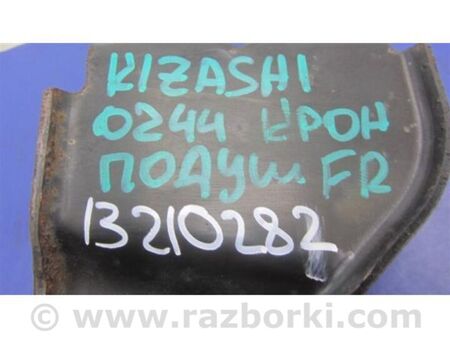 KIZASHI
0244 КРОН
ПОДУШ. FR
13210282
www.razborki.com